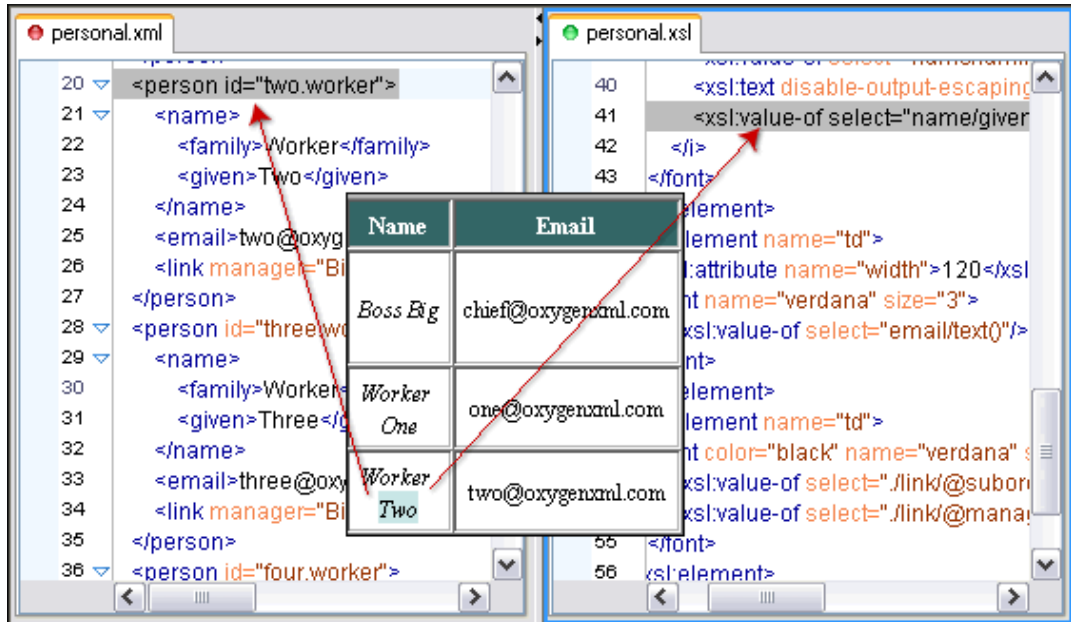 personal.xml
20 <person id="two.worker">
21 <name>
22 <family>Worker</family>
23 <given>Two</given>
24 </name>
25 <email>two@oxyg
26 <link manager="Bi
27 </person>
28 <person id="three.wo
29 <name>
30 <family>Worker<
31 <given>Three</g
32 </name>
33 <email>three@oxy
34 <link manager="Bi
35 </person>
36 <person id="four.worker">
Name Email
Boss Big chief@oxygenxml.com
Worker
One
one@oxygenxml.com
Worker
Two
two@oxygenxml.com
personal.xsl
40 <xsl:text disable-output-escaping
41 <xsl:value-of select="name/given
42 </i>
43 </font>
element>
lement name="td">
l:attribute name="width">120</xsl
nt name="verdana" size="3">
xsl:value-of select="email/text()"/>
nt>
element>
lement name="td">
nt color="black" name="verdana" s
xsl:value-of select="./link/@subor
xsl:value-of select="./link/@mana
55 </font>
56 xsl:element>